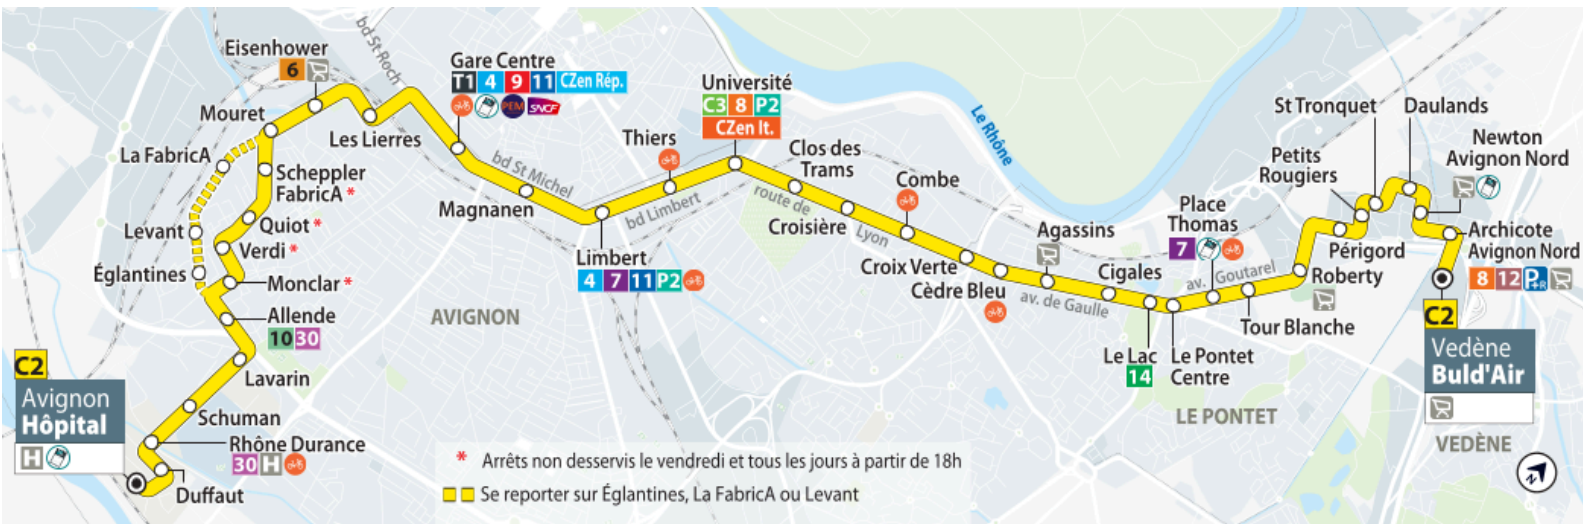 Eisenhower
6
Mouret
La FabricA
Levant
Églantines
Scheppler
FabricA *
Quiot *
Verdi *
Monclar *
Allende
10 30
Lavarin
Schuman
Rhône Durance
30 H
Duffaut
C2
Avignon
Hôpital
H
bd St Roch
Les Lierres
Gare Centre
T1 4 9 11 CZen Rép.
PEM SNCF
bd St Michel
Magnanen
AVIGNON
Thiers
bd Limbert
Limbert
4 7 11 P2
Université
C3 8 P2
CZen It.
Clos des
Trams
route de
Lyon
Croisière
Combe
Le Rhône
Croix Verte
Cèdre Bleu
Agassins
av. de Gaulle
Cigales
Le Lac
14
Le Pontet
Centre
LE PONTET
Place
Thomas
7
av. Goutarel
Tour Blanche
Roberty
Périgord
Petits
Rougiers
St Tronquet
Daulands
Newton
Avignon Nord
Archicote
Avignon Nord
8 12 P+R
C2
Vedène
Buld'Air
VEDÈNE
* Arrêts non desservis le vendredi et tous les jours à partir de 18h
Se reporter sur Églantines, La FabricA ou Levant
N